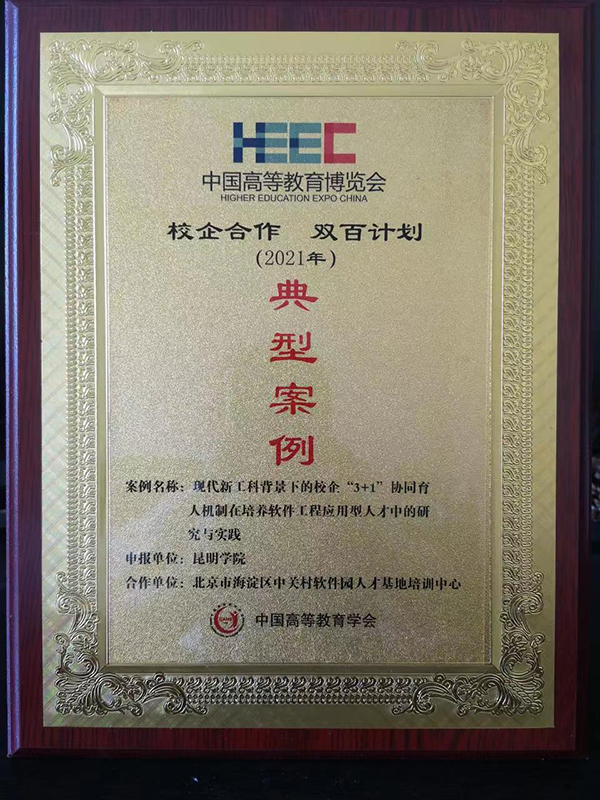 HEEC
中国高等教育博览会
HIGHER EDUCATION EXPO CHINA
校企合作 双百计划
(2021年)
典
型
案
例
案例名称：现代新工科背景下的校企“3+1”协同育
人机制在培养软件工程应用型人才中的研
究与实践
申报单位：昆明学院
合作单位：北京市海淀区中关村软件园人才基地培训中心
中国高等教育学会